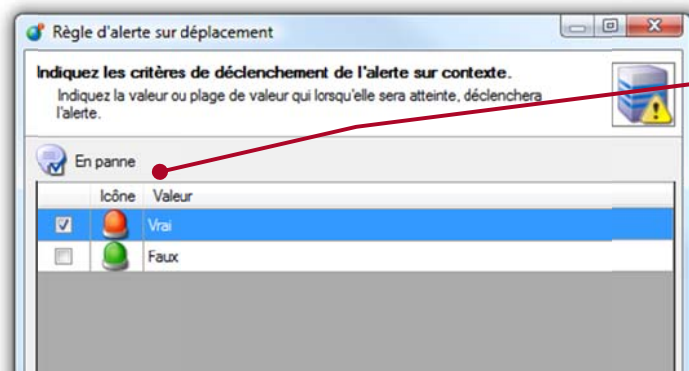 Règle d'alerte sur déplacement
Indiquez les critères de déclenchement de l'alerte sur contexte.
Indiquez la valeur ou plage de valeur qui lorsqu'elle sera atteinte, déclenchera
l'alerte.
En panne
Icône Valeur
Vrai
Faux